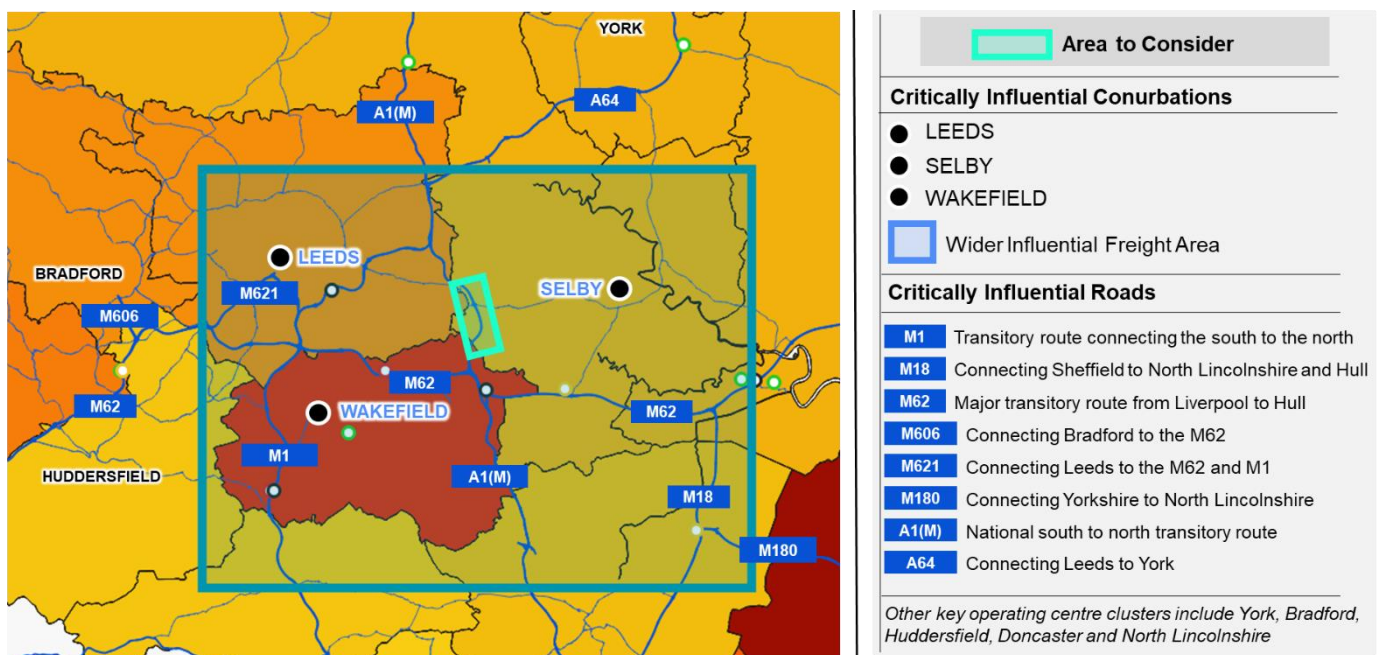 YORK
A64
A1(M)
LEEDS
BRADFORD
M621
SELBY
M606
M62
M62
WAKEFIELD
M62
M1
HUDDERSFIELD
A1(M)
M18
M180
Area to Consider
Critically Influential Conurbations
LEEDS
SELBY
WAKEFIELD
Wider Influential Freight Area
Critically Influential Roads
M1 Transitory route connecting the south to the north
M18 Connecting Sheffield to North Lincolnshire and Hull
M62 Major transitory route from Liverpool to Hull
M606 Connecting Bradford to the M62
M621 Connecting Leeds to the M62 and M1
M180 Connecting Yorkshire to North Lincolnshire
A1(M) National south to north transitory route
A64 Connecting Leeds to York
Other key operating centre clusters include York, Bradford,
Huddersfield, Doncaster and North Lincolnshire